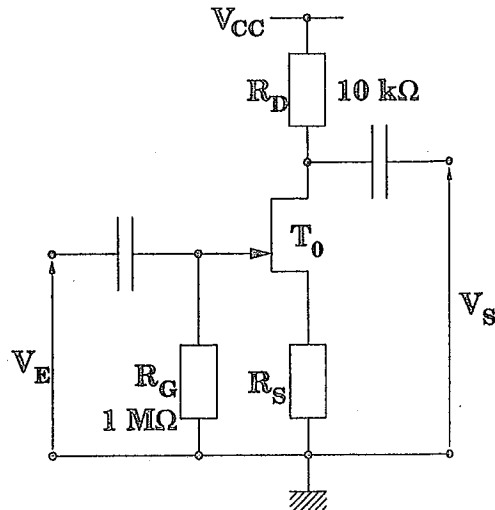 V_CC
R_D 10 kΩ
T_0
V_S
V_E
R_G
1 MΩ
R_S